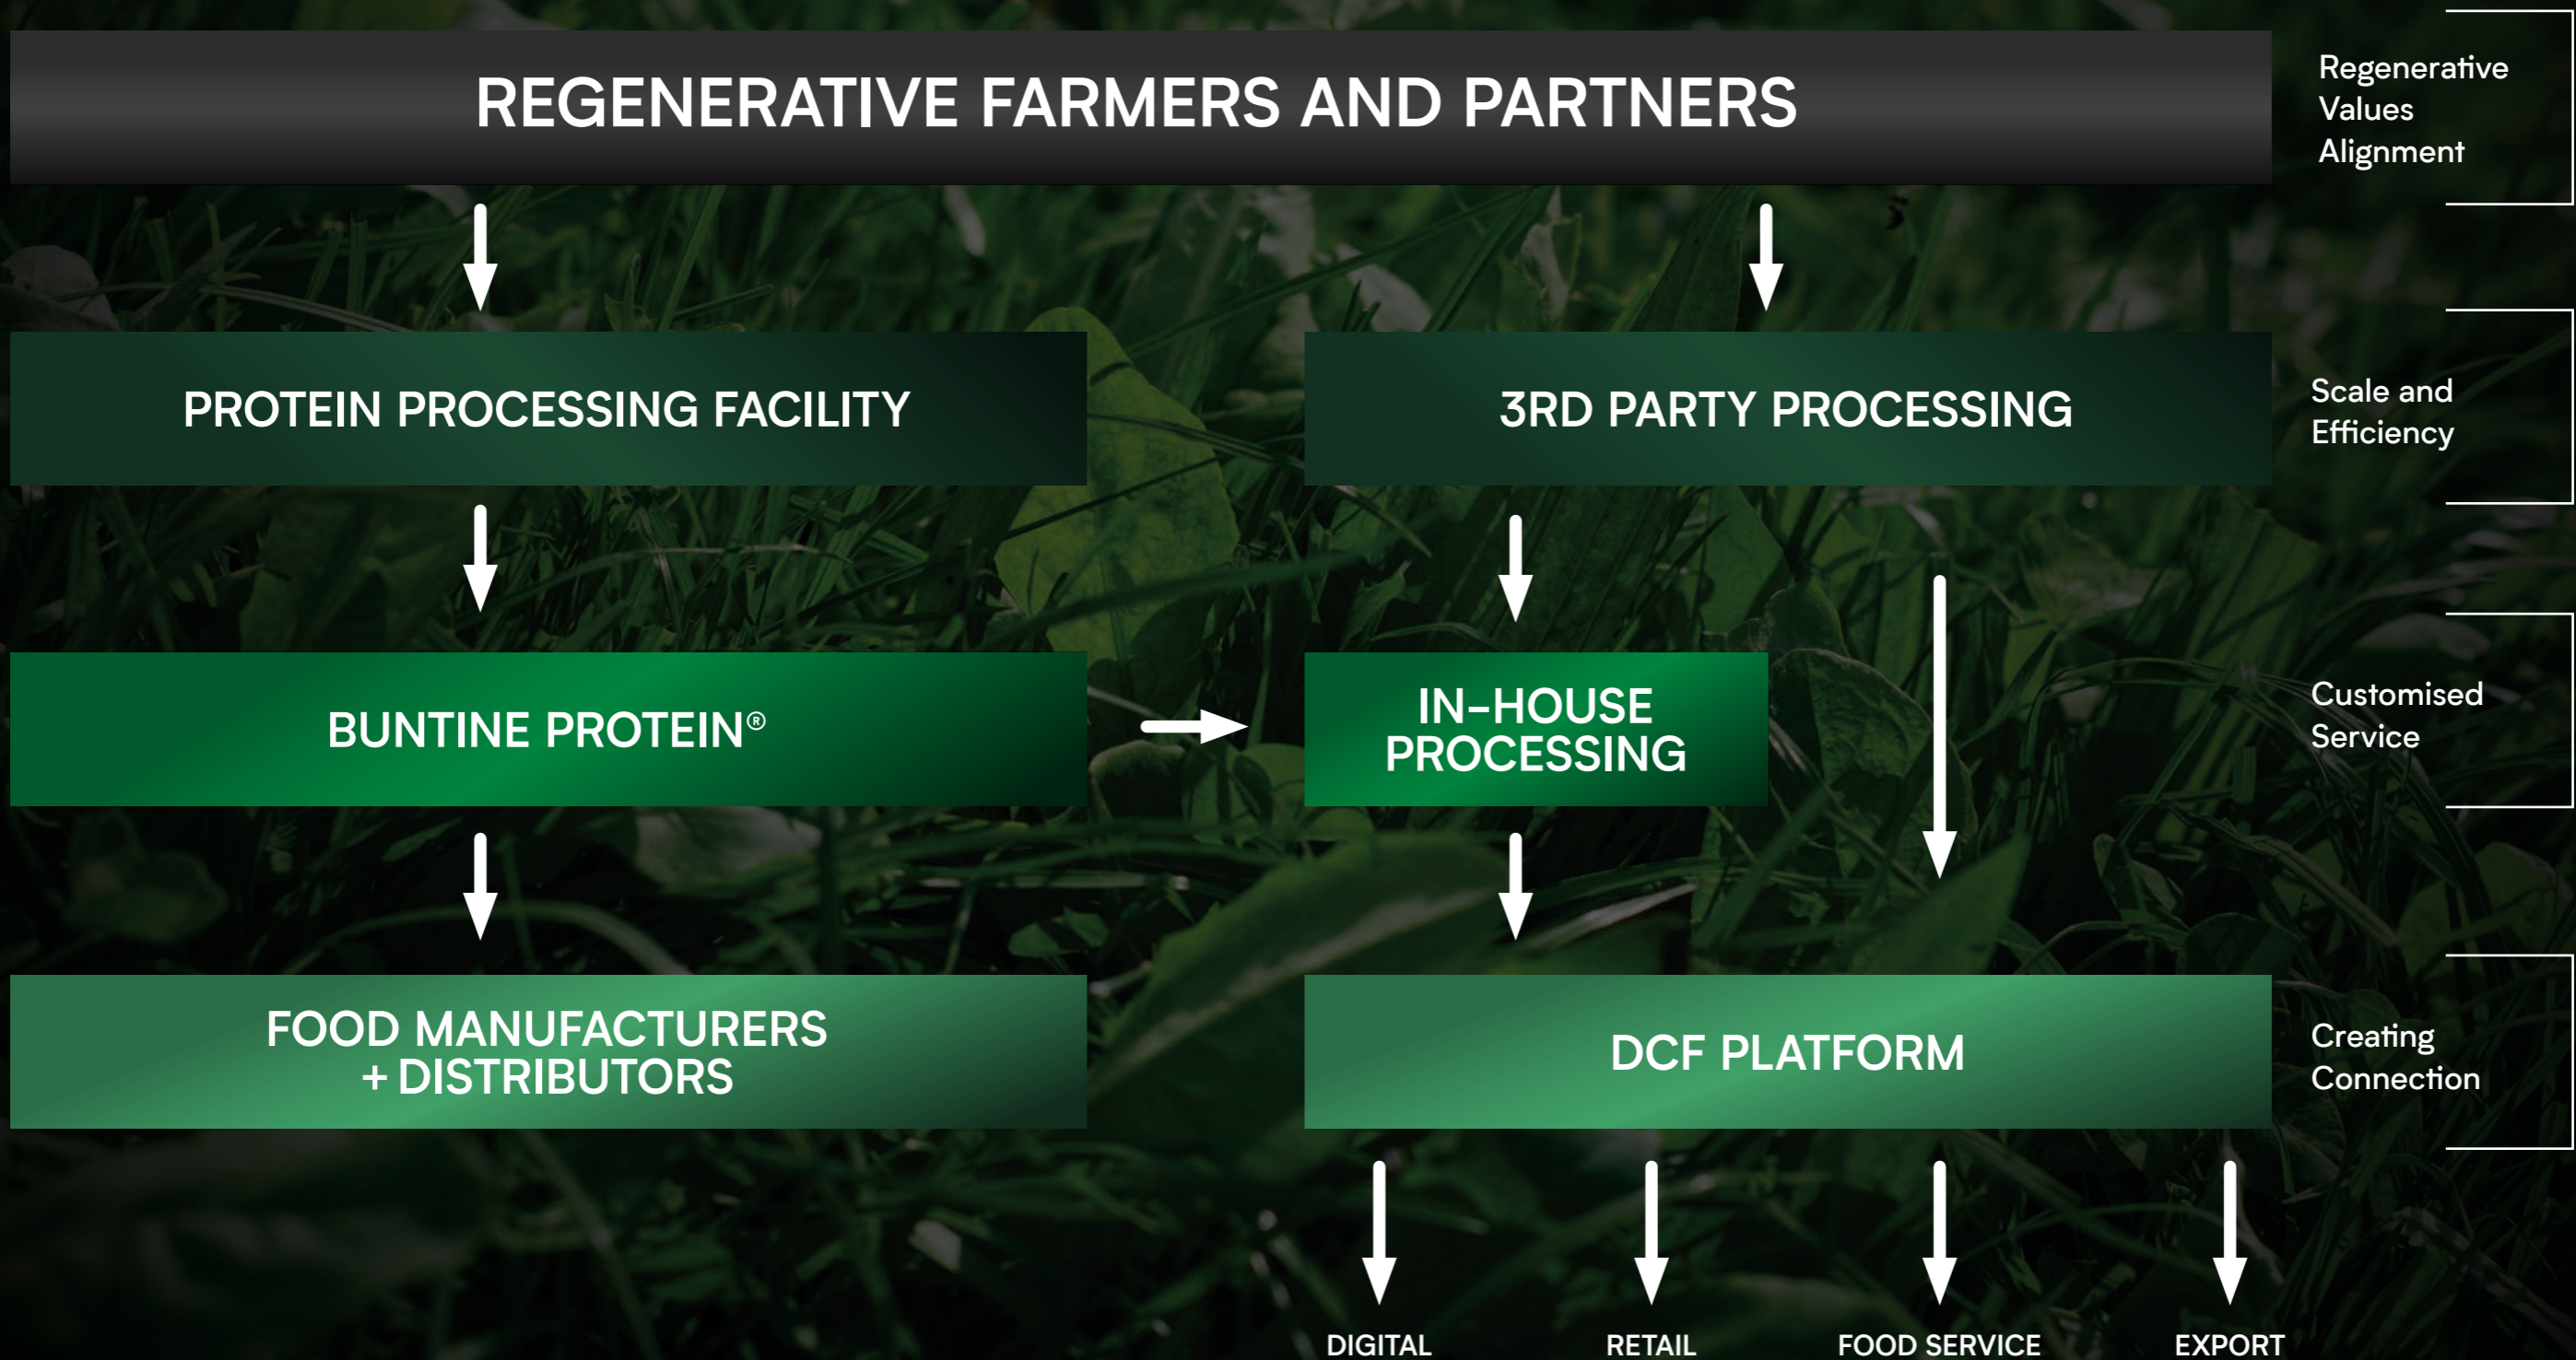 REGENERATIVE FARMERS AND PARTNERS
Regenerative
Values
Alignment
PROTEIN PROCESSING FACILITY
3RD PARTY PROCESSING
Scale and
Efficiency
BUNTINE PROTEIN®
IN-HOUSE
PROCESSING
Customised
Service
FOOD MANUFACTURERS
+ DISTRIBUTORS
DCF PLATFORM
Creating
Connection
DIGITAL
RETAIL
FOOD SERVICE
EXPORT